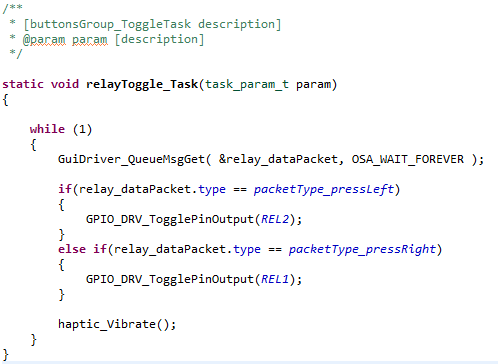 /**
 * [buttonsGroup_ToggleTask description]
 * @param param [description]
 */
static void relayToggle_Task(task_param_t param)
{
    while (1)
    {
        GuiDriver_QueueMsgGet( &relay_dataPacket, OSA_WAIT_FOREVER );
        if(relay_dataPacket.type == packetType_pressLeft)
        {
            GPIO_DRV_TogglePinOutput(REL2);
        }
        else if(relay_dataPacket.type == packetType_pressRight)
        {
            GPIO_DRV_TogglePinOutput(REL1);
        }
        haptic_Vibrate();
    }
}